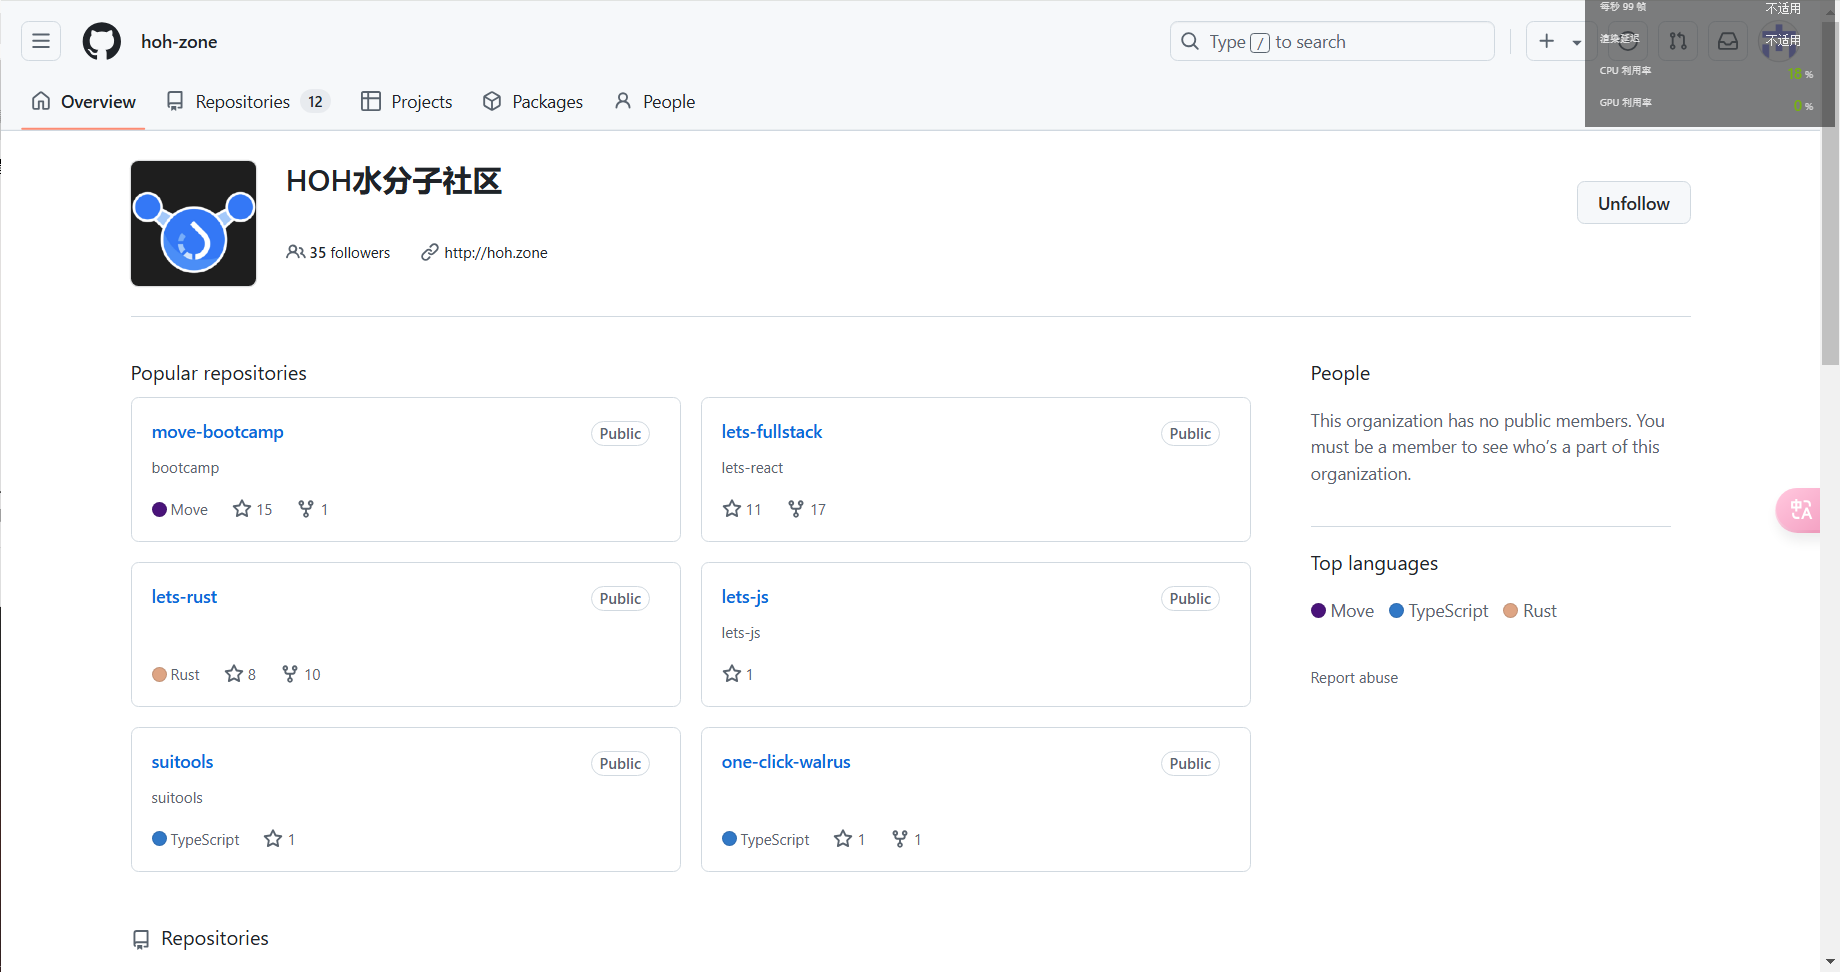 hoh-zone
Type / to search
每秒 99 帧 不适用
渲染延迟 不适用
CPU 利用率 18 %
GPU 利用率 0 %
Overview Repositories 12 Projects Packages People
HOH水分子社区
Unfollow
35 followers http://hoh.zone
Popular repositories
move-bootcamp Public
bootcamp
Move 15 1
lets-fullstack Public
lets-react
11 17
lets-rust Public
Rust 8 10
lets-js Public
lets-js
1
suitools Public
suitools
TypeScript 1
one-click-walrus Public
TypeScript 1 1
Repositories
People
This organization has no public members. You
must be a member to see who's a part of this
organization.
中A
Top languages
Move TypeScript Rust
Report abuse